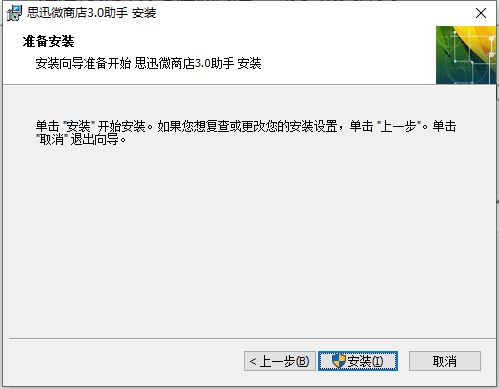 思迅微商店3.0助手 安装
准备安装
安装向导准备开始 思迅微商店3.0助手 安装
单击 "安装" 开始安装。如果您想复查或更改您的安装设置，单击 "上一步"。单击
"取消" 退出向导。
< 上一步(B) 安装(I) 取消